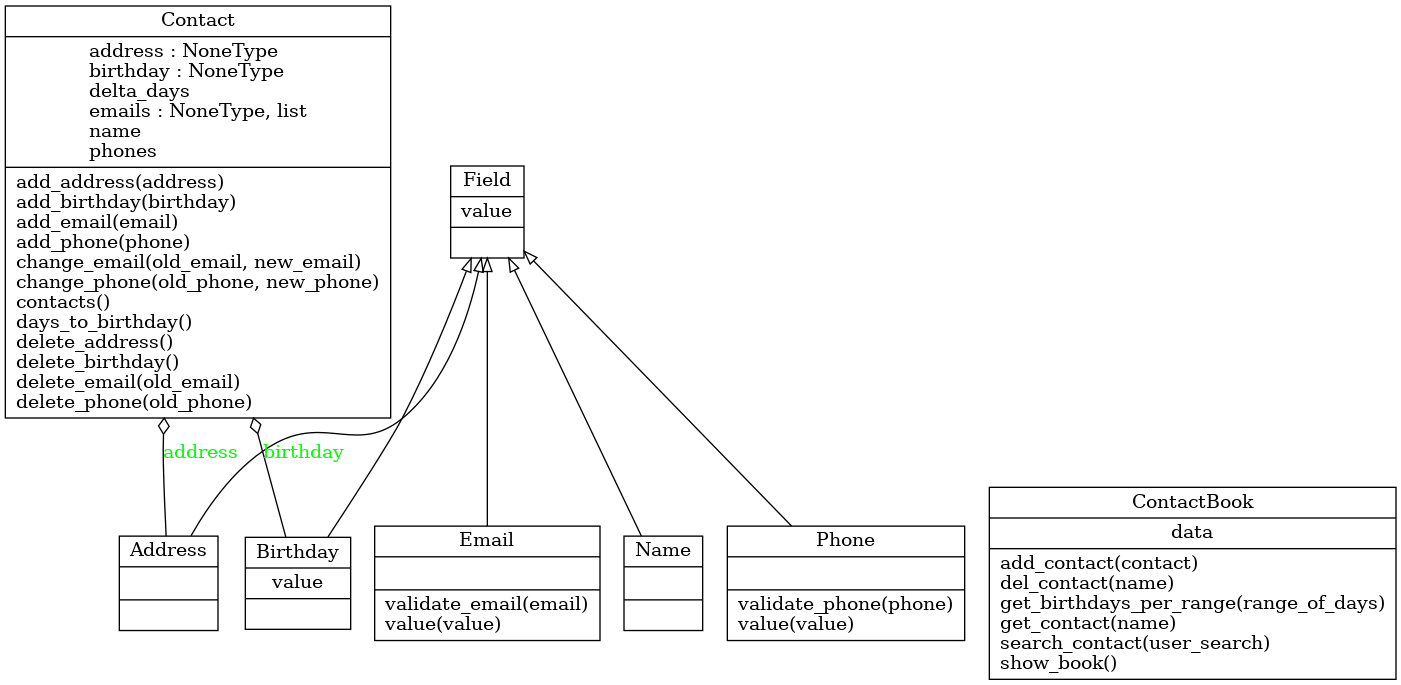 Contact
address : NoneType
birthday : NoneType
delta_days
emails : NoneType, list
name
phones
add_address(address)
add_birthday(birthday)
add_email(email)
add_phone(phone)
change_email(old_email, new_email)
change_phone(old_phone, new_phone)
contacts()
days_to_birthday()
delete_address()
delete_birthday()
delete_email(old_email)
delete_phone(old_phone)
Field
value
address
birthday
Address
Birthday
value
Email
validate_email(email)
value(value)
Name
Phone
validate_phone(phone)
value(value)
ContactBook
data
add_contact(contact)
del_contact(name)
get_birthdays_per_range(range_of_days)
get_contact(name)
search_contact(user_search)
show_book()